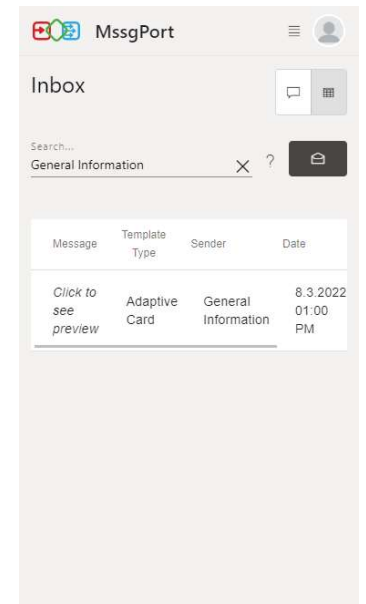 MssgPort
Inbox
Search...
General Information
?
Message Template Type Sender Date
Click to see preview Adaptive Card General Information 8.3.2022 01:00 PM